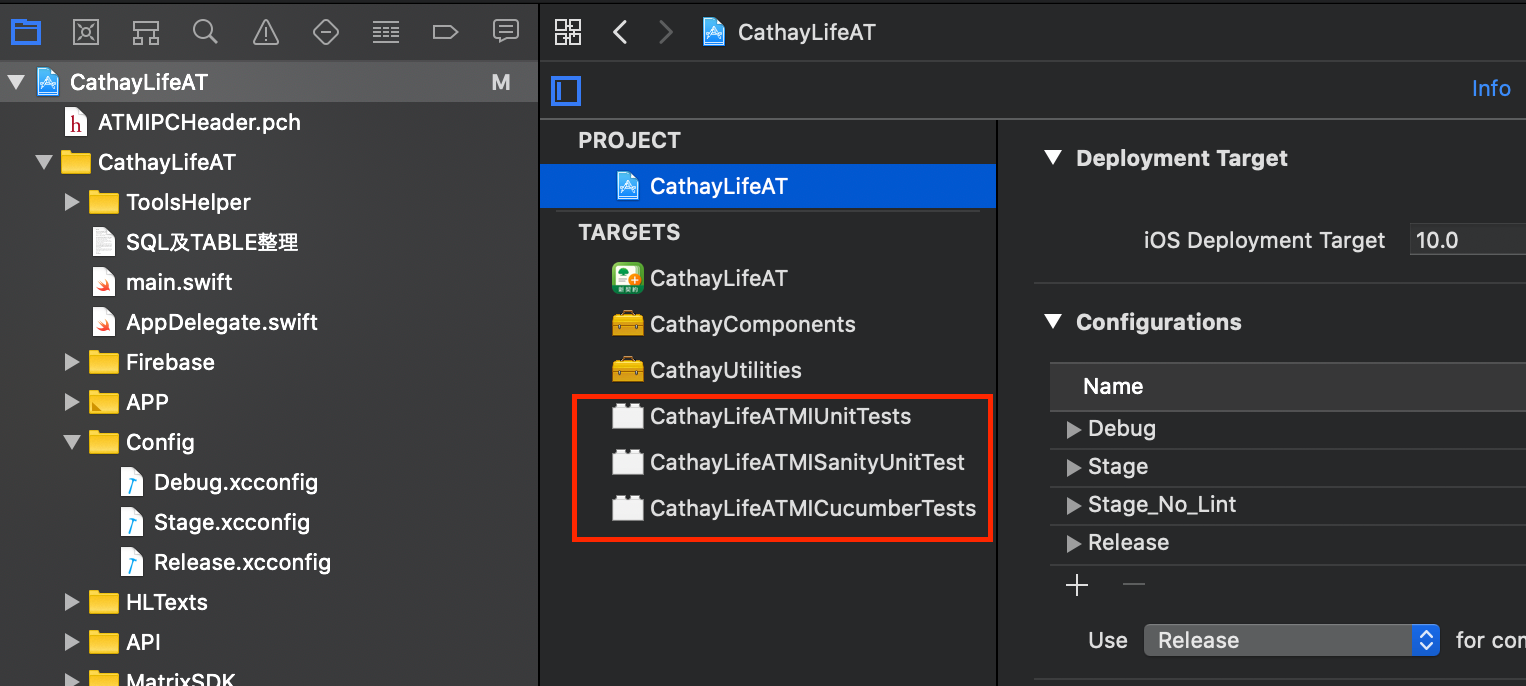 CathayLifeAT
M
ATMIPCHeader.pch
CathayLifeAT
ToolsHelper
SQL及TABLE整理
main.swift
AppDelegate.swift
Firebase
APP
Config
Debug.xcconfig
Stage.xcconfig
Release.xcconfig
HLTexts
API
MatrixSDK
CathayLifeAT
Info
PROJECT
CathayLifeAT
TARGETS
CathayLifeAT
CathayComponents
CathayUtilities
CathayLifeATMIUnitTests
CathayLifeATMISanityUnitTest
CathayLifeATMICucumberTests
Deployment Target
iOS Deployment Target 10.0
Configurations
Name
Debug
Stage
Stage_No_Lint
Release
Use Release for com